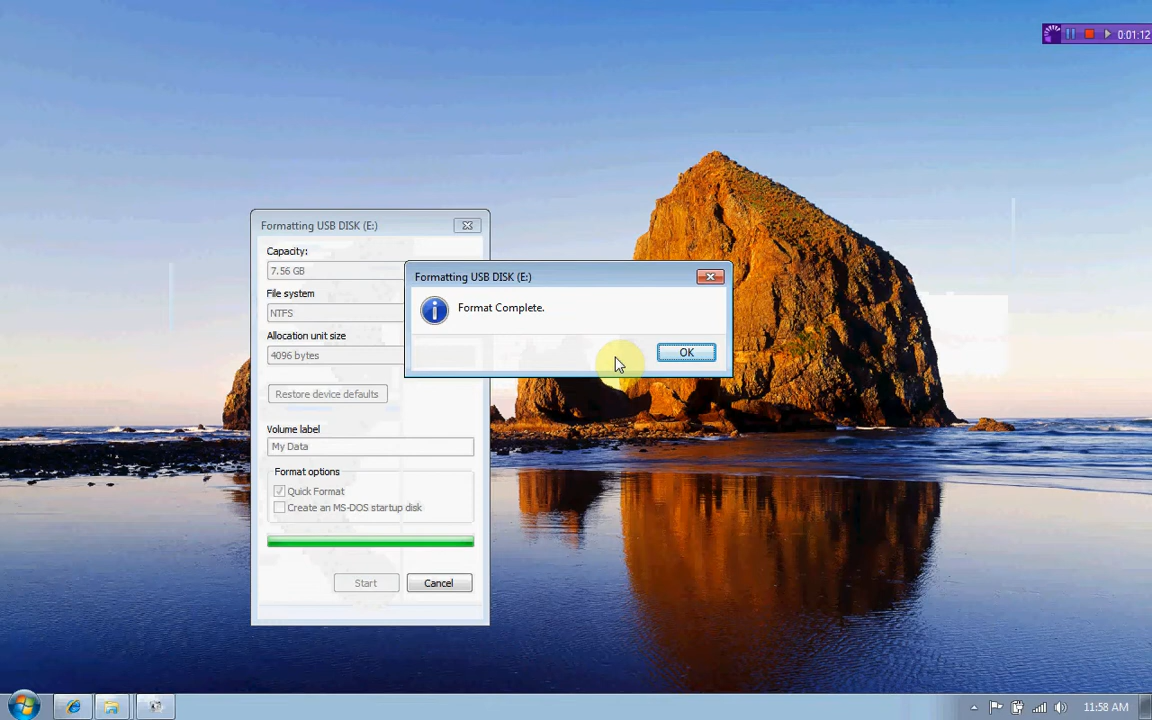 0:01:12
Formatting USB DISK (E:)
Capacity:
7.56 GB
File system
NTFS
Allocation unit size
4096 bytes
Restore device defaults
Volume label
My Data
Format options
Quick Format
Create an MS-DOS startup disk
Start
Cancel
Formatting USB DISK (E:)
Format Complete.
OK
11:58 AM